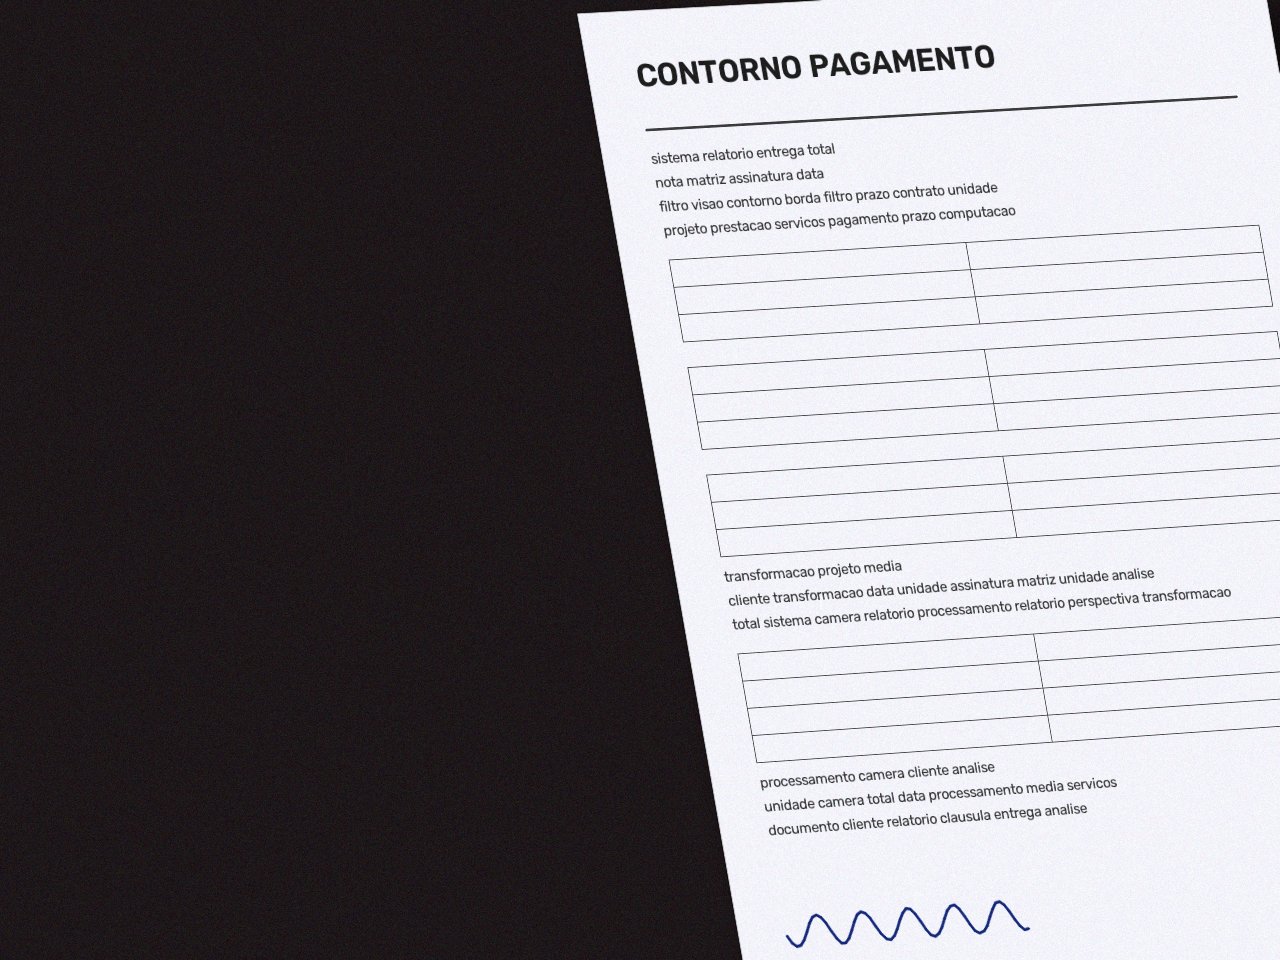 CONTORNO PAGAMENTO
sistema relatorio entrega total
nota matriz assinatura data
filtro visao contorno borda filtro prazo contrato unidade
projeto prestacao servicos pagamento prazo computacao
transformacao projeto media
cliente transformacao data unidade assinatura matriz unidade analise
total sistema camera relatorio processamento relatorio perspectiva transformacao
processamento camera cliente analise
unidade camera total data processamento media servicos
documento cliente relatorio clausula entrega analise